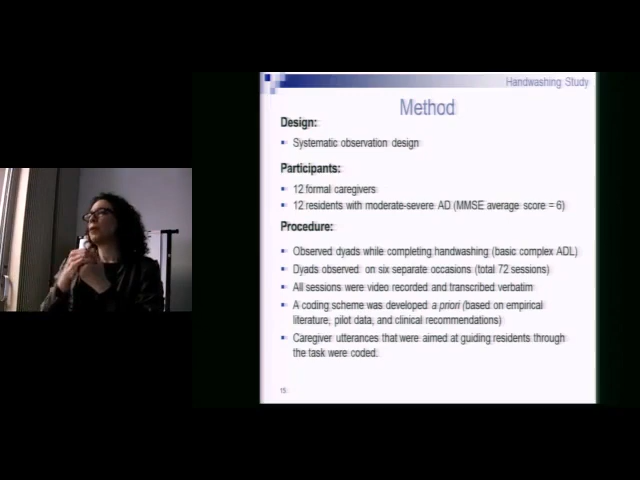 Handwashing Study
Method
Design:
Systematic observation design
Participants:
12 formal caregivers
12 residents with moderate-severe AD (MMSE average score = 6)
Procedure:
Observed dyads while completing handwashing (basic complex ADL)
Dyads observed on six separate occasions (total 72 sessions)
All sessions were video recorded and transcribed verbatim
A coding scheme was developed a priori (based on empirical
literature, pilot data, and clinical recommendations)
Caregiver utterances that were aimed at guiding residents through
the task were coded.
15